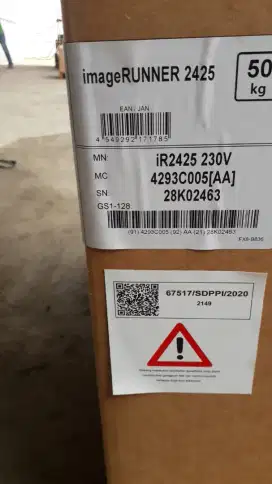 imageRUNNER 2425
50
kg
EAN / JAN
4 549292 171785
MN: iR2425 230V
MC: 4293C005[AA]
SN: 28K02463
GS1-128:
(91) 4293C005 (92) AA (21) 28K02463
67517/SDPPI/2020
2149